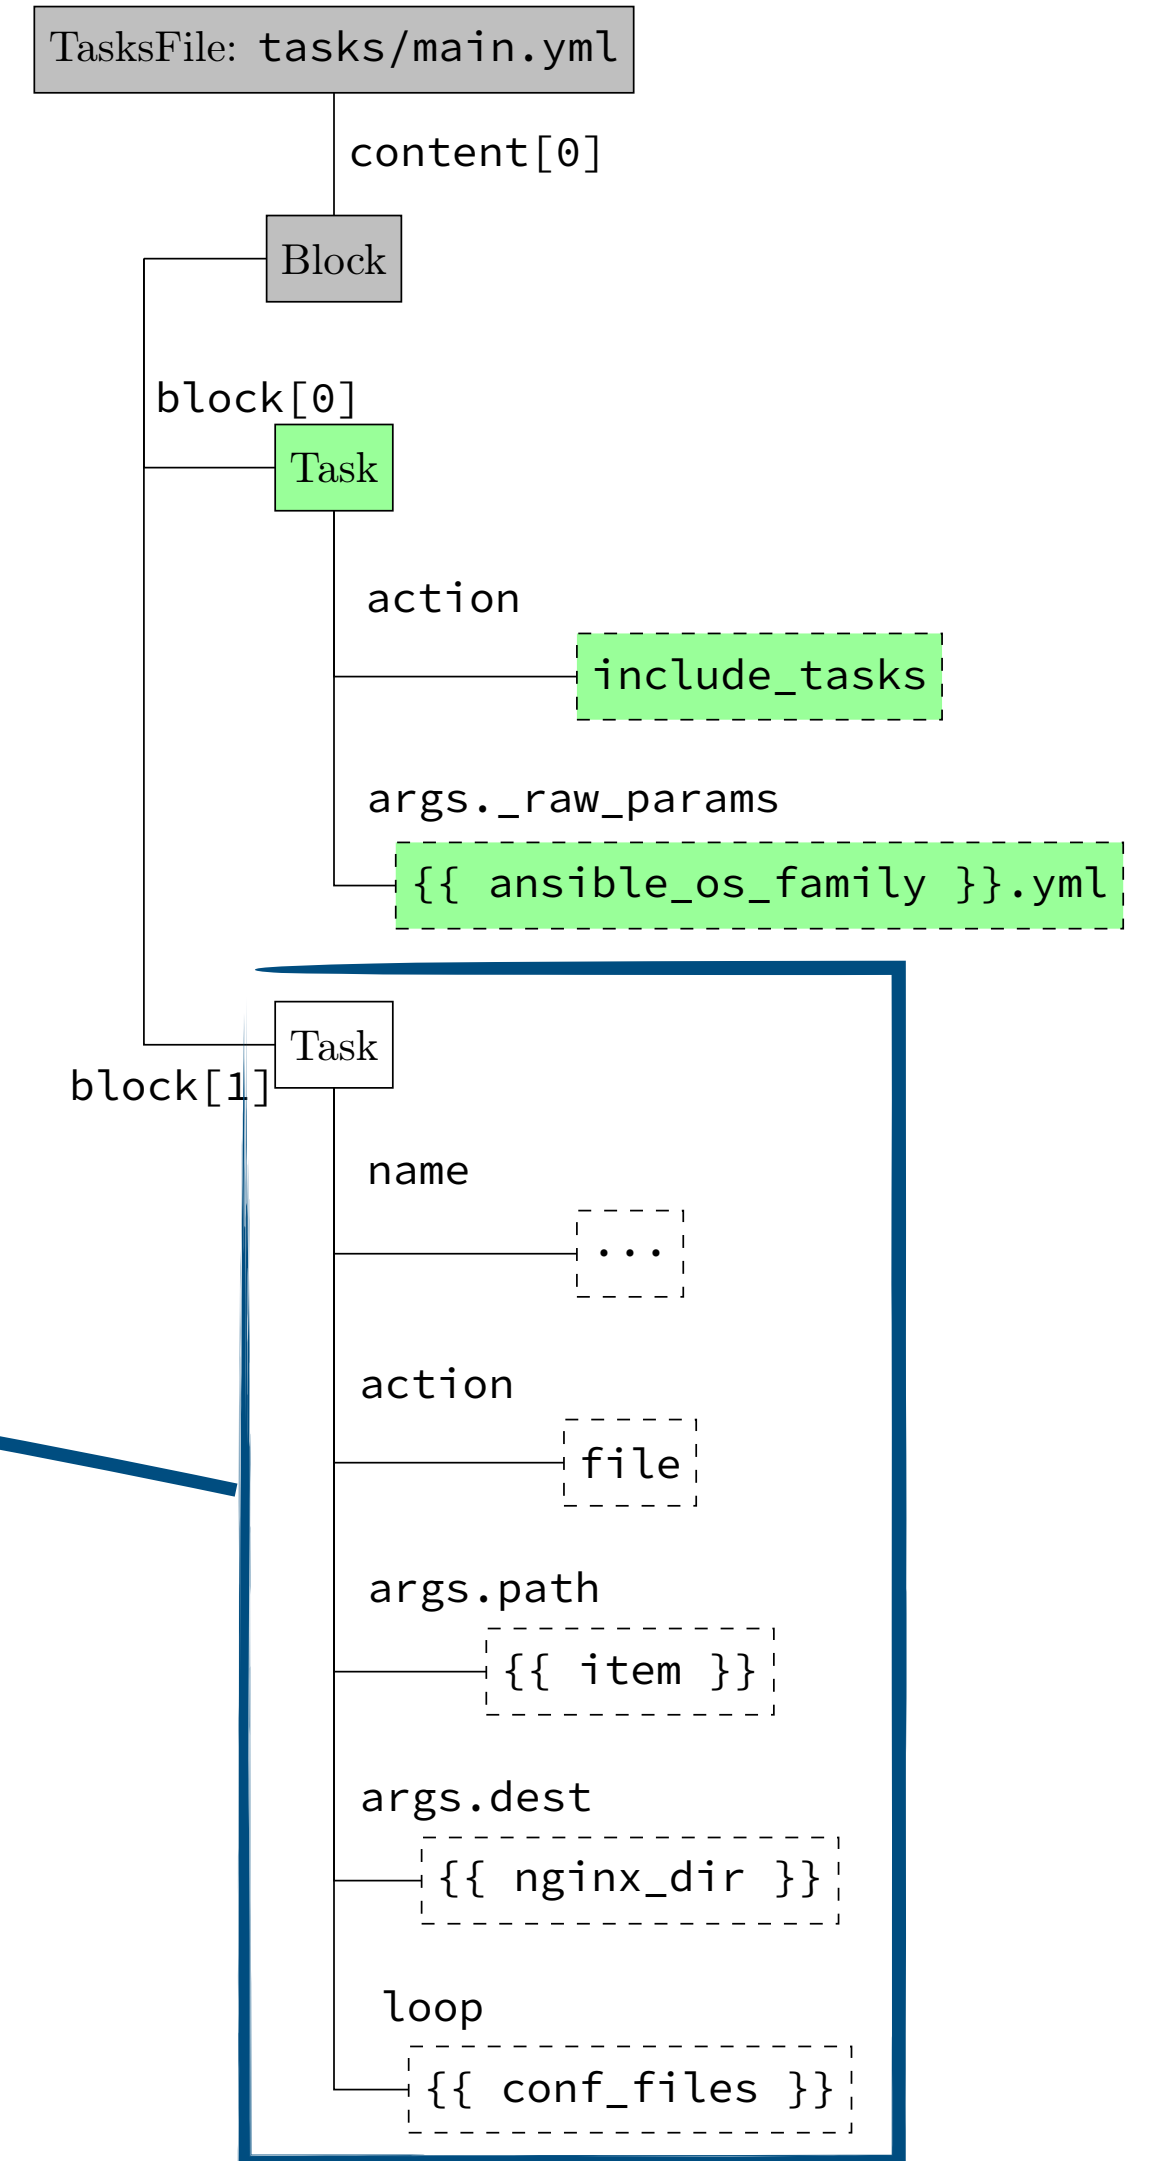 TasksFile: tasks/main.yml
content[0]
Block
block[0]
Task
action
include_tasks
args._raw_params
{{ ansible_os_family }}.yml
Task
block[1]
name
...
action
file
args.path
{{ item }}
args.dest
{{ nginx_dir }}
loop
{{ conf_files }}